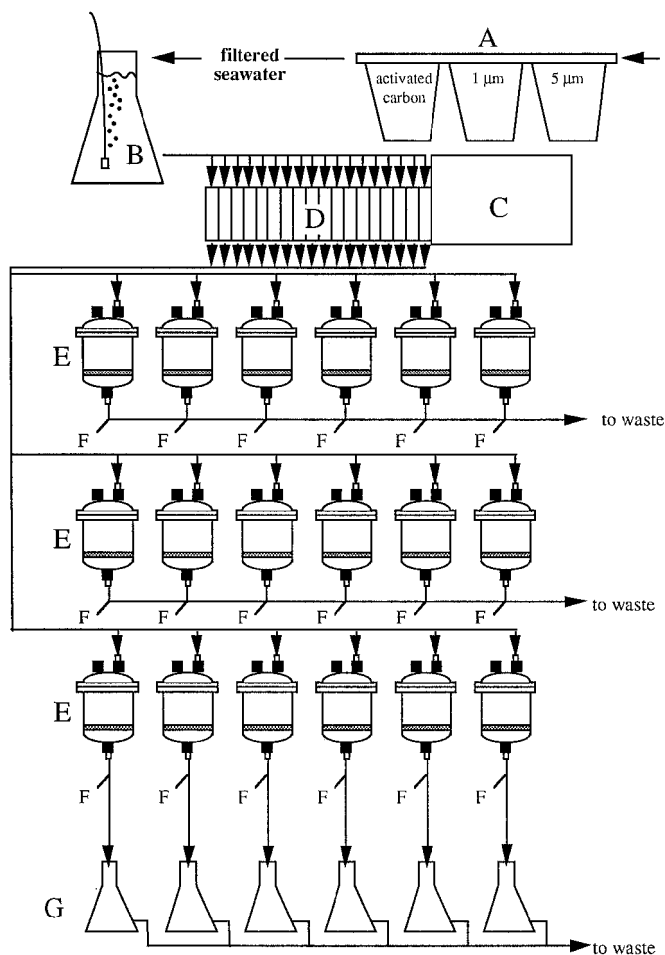 A
filtered
seawater
activated
carbon
1 µm
5 µm
B
C
D
E
to waste
F F F F F F
E
to waste
F F F F F F
E
F F F F F F
G
to waste